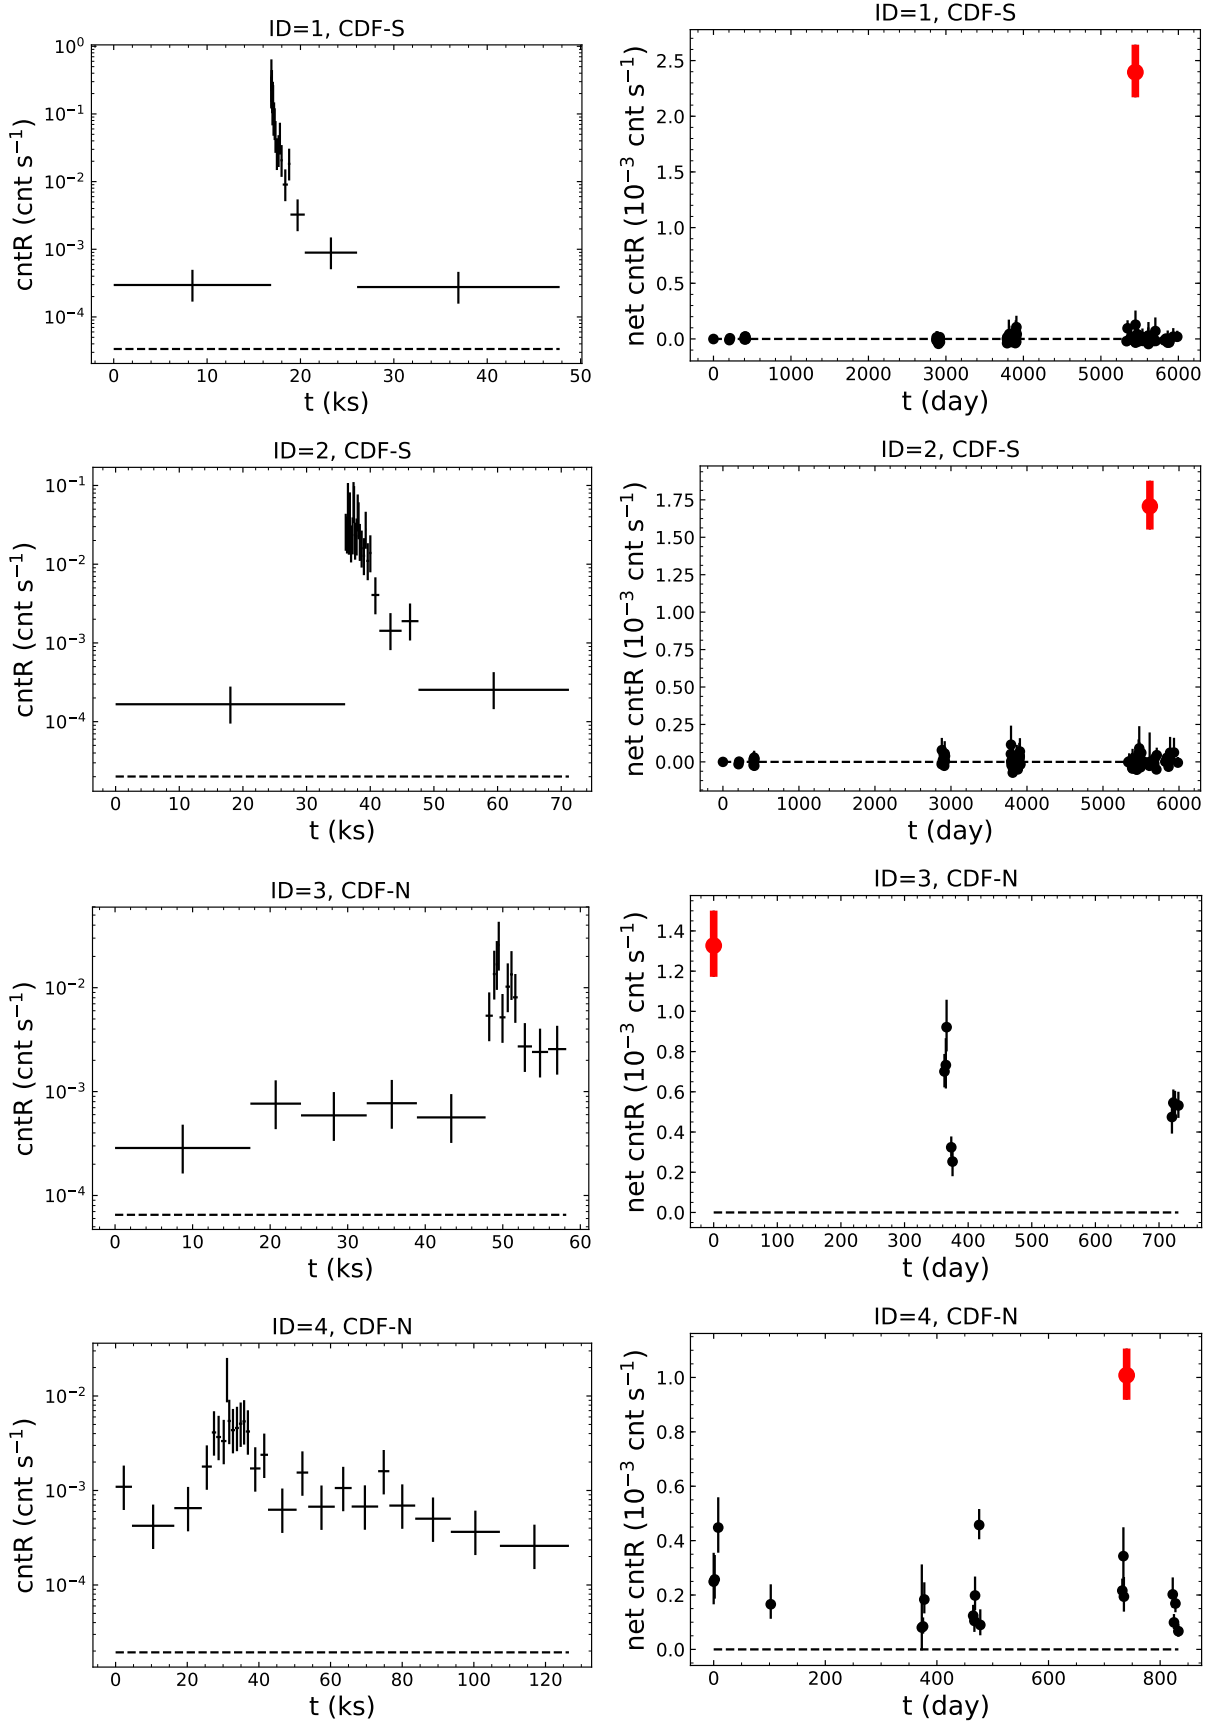 ID=1, CDF-S
10⁰
10⁻¹
10⁻²
10⁻³
10⁻⁴
cntR (cnt s⁻¹)
0 10 20 30 40 50
t (ks)
ID=1, CDF-S
2.5
2.0
1.5
1.0
0.5
0.0
net cntR (10⁻³ cnt s⁻¹)
0 1000 2000 3000 4000 5000 6000
t (day)
ID=2, CDF-S
10⁻¹
10⁻²
10⁻³
10⁻⁴
cntR (cnt s⁻¹)
0 10 20 30 40 50 60 70
t (ks)
ID=2, CDF-S
1.75
1.50
1.25
1.00
0.75
0.50
0.25
0.00
net cntR (10⁻³ cnt s⁻¹)
0 1000 2000 3000 4000 5000 6000
t (day)
ID=3, CDF-N
10⁻²
10⁻³
10⁻⁴
cntR (cnt s⁻¹)
0 10 20 30 40 50 60
t (ks)
ID=3, CDF-N
1.4
1.2
1.0
0.8
0.6
0.4
0.2
0.0
net cntR (10⁻³ cnt s⁻¹)
0 100 200 300 400 500 600 700
t (day)
ID=4, CDF-N
10⁻²
10⁻³
10⁻⁴
cntR (cnt s⁻¹)
0 20 40 60 80 100 120
t (ks)
ID=4, CDF-N
1.0
0.8
0.6
0.4
0.2
0.0
net cntR (10⁻³ cnt s⁻¹)
0 200 400 600 800
t (day)